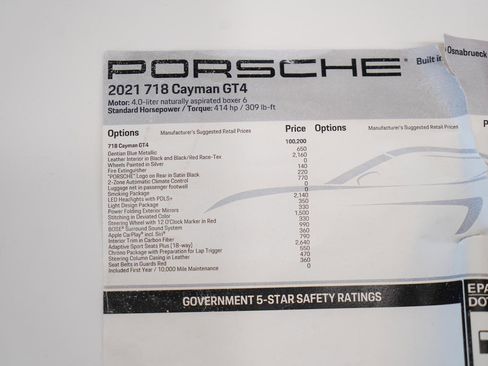 PORSCHE
Built in Osnabrueck
2021 718 Cayman GT4
Motor: 4.0-liter naturally aspirated boxer 6
Standard Horsepower / Torque: 414 hp / 309 lb-ft
Options Manufacturer's Suggested Retail Prices Price Options Manufacturer's Suggested Retail Prices P
718 Cayman GT4 100,200
Gentian Blue Metallic 650
Leather Interior in Black and Black/Red Race-Tex 2,160
Wheels Painted in Silver 0
Fire Extinguisher 140
"PORSCHE" Logo on Rear in Satin Black 220
2-Zone Automatic Climate Control 770
Luggage net in passenger footwell 0
Smoking Package 0
LED Headlights with PDLS+ 2,140
Light Design Package 350
Power Folding Exterior Mirrors 330
Stitching in Deviated Color 1,500
Steering Wheel with 12 O'Clock Marker in Red 330
BOSE® Surround Sound System 990
Apple CarPlay® incl. Siri® 360
Interior Trim in Carbon Fiber 790
Adaptive Sport Seats Plus [18-way] 2,640
Chrono Package with Preparation for Lap Trigger 550
Steering Column Casing in Leather 470
Seat Belts in Guards Red 360
Included First Year / 10,000 Mile Maintenance 0
GOVERNMENT 5-STAR SAFETY RATINGS
EPA
DOT